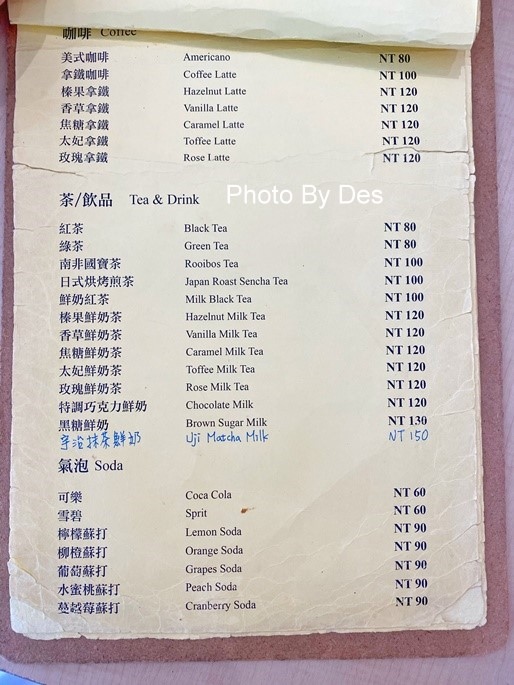 咖啡 Coffee
美式咖啡 Americano NT 80
拿鐵咖啡 Coffee Latte NT 100
榛果拿鐵 Hazelnut Latte NT 120
香草拿鐵 Vanilla Latte NT 120
焦糖拿鐵 Caramel Latte NT 120
太妃拿鐵 Toffee Latte NT 120
玫瑰拿鐵 Rose Latte NT 120
茶/飲品 Tea & Drink
Photo By Des
紅茶 Black Tea NT 80
綠茶 Green Tea NT 80
南非國寶茶 Rooibos Tea NT 100
日式烘烤煎茶 Japan Roast Sencha Tea NT 100
鮮奶紅茶 Milk Black Tea NT 100
榛果鮮奶茶 Hazelnut Milk Tea NT 120
香草鮮奶茶 Vanilla Milk Tea NT 120
焦糖鮮奶茶 Caramel Milk Tea NT 120
太妃鮮奶茶 Toffee Milk Tea NT 120
玫瑰鮮奶茶 Rose Milk Tea NT 120
特調巧克力鮮奶 Chocolate Milk NT 120
黑糖鮮奶 Brown Sugar Milk NT 130
宇治抹茶鮮奶 Uji Matcha Milk NT 150
氣泡 Soda
可樂 Coca Cola NT 60
雪碧 Sprit NT 60
檸檬蘇打 Lemon Soda NT 90
柳橙蘇打 Orange Soda NT 90
葡萄蘇打 Grapes Soda NT 90
水蜜桃蘇打 Peach Soda NT 90
蔓越莓蘇打 Cranberry Soda NT 90